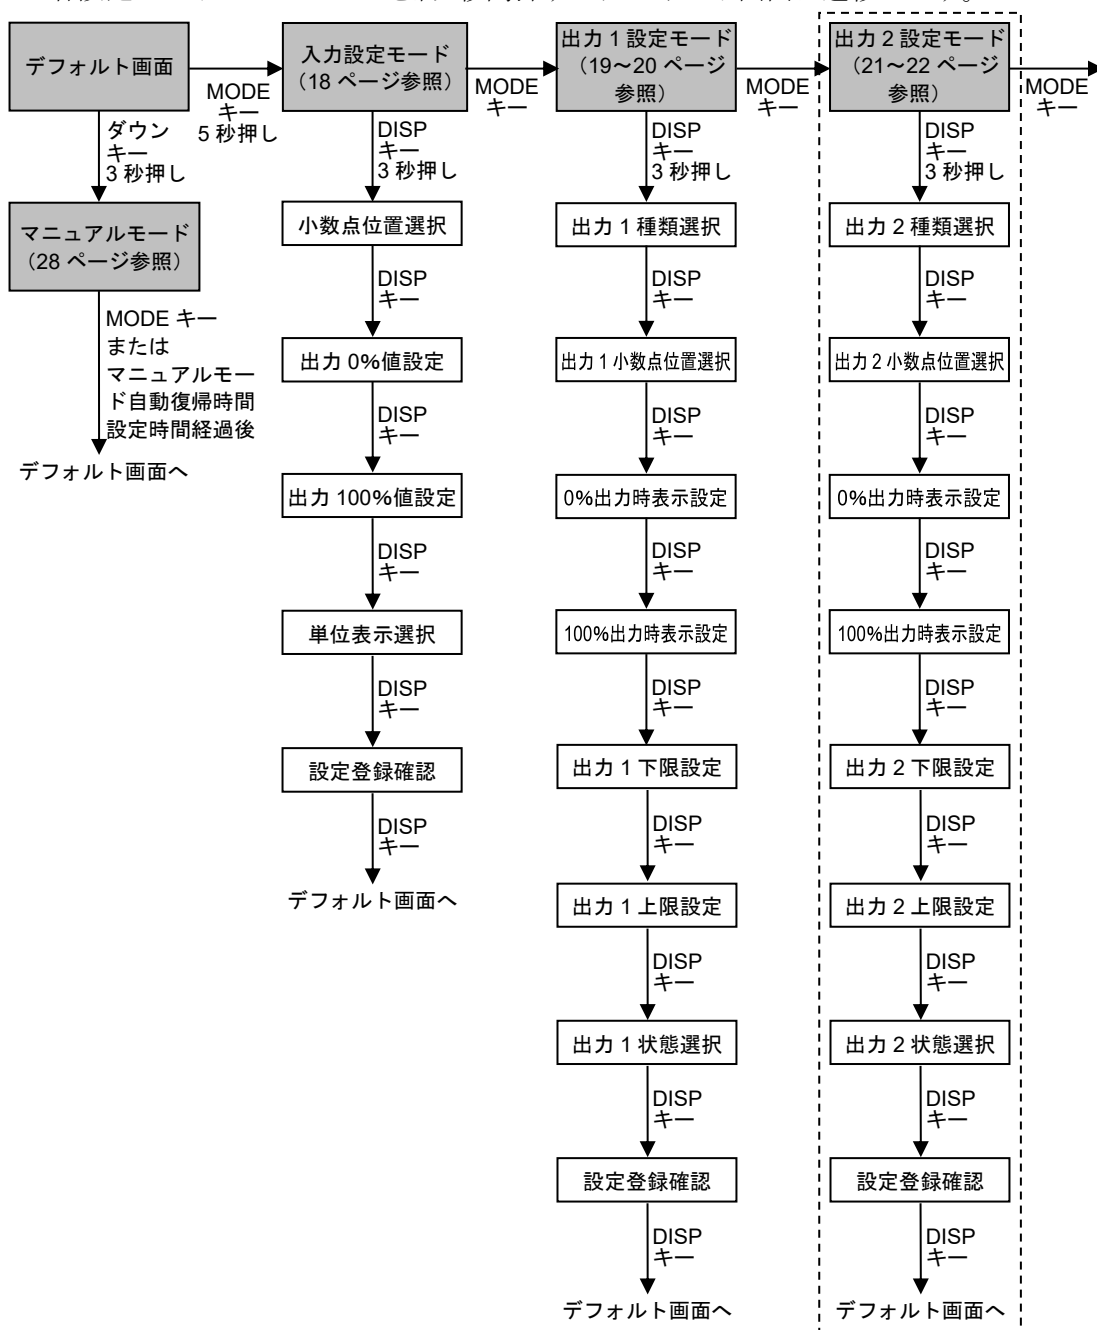 デフォルト画面
MODE
キー
5 秒押し
ダウン
キー
3 秒押し
マニュアルモード
（28 ページ参照）
MODE キー
または
マニュアルモー
ド自動復帰時間
設定時間経過後
デフォルト画面へ
入力設定モード
（18 ページ参照）
MODE
キー
DISP
キー
3 秒押し
小数点位置選択
DISP
キー
出力 0%値設定
DISP
キー
出力 100%値設定
DISP
キー
単位表示選択
DISP
キー
設定登録確認
DISP
キー
デフォルト画面へ
出力 1 設定モード
（19～20 ページ
参照）
MODE
キー
DISP
キー
3 秒押し
出力 1 種類選択
DISP
キー
出力 1 小数点位置選択
DISP
キー
0%出力時表示設定
DISP
キー
100%出力時表示設定
DISP
キー
出力 1 下限設定
DISP
キー
出力 1 上限設定
DISP
キー
出力 1 状態選択
DISP
キー
設定登録確認
DISP
キー
デフォルト画面へ
出力 2 設定モード
（21～22 ページ
参照）
MODE
キー
DISP
キー
3 秒押し
出力 2 種類選択
DISP
キー
出力 2 小数点位置選択
DISP
キー
0%出力時表示設定
DISP
キー
100%出力時表示設定
DISP
キー
出力 2 下限設定
DISP
キー
出力 2 上限設定
DISP
キー
出力 2 状態選択
DISP
キー
設定登録確認
DISP
キー
デフォルト画面へ